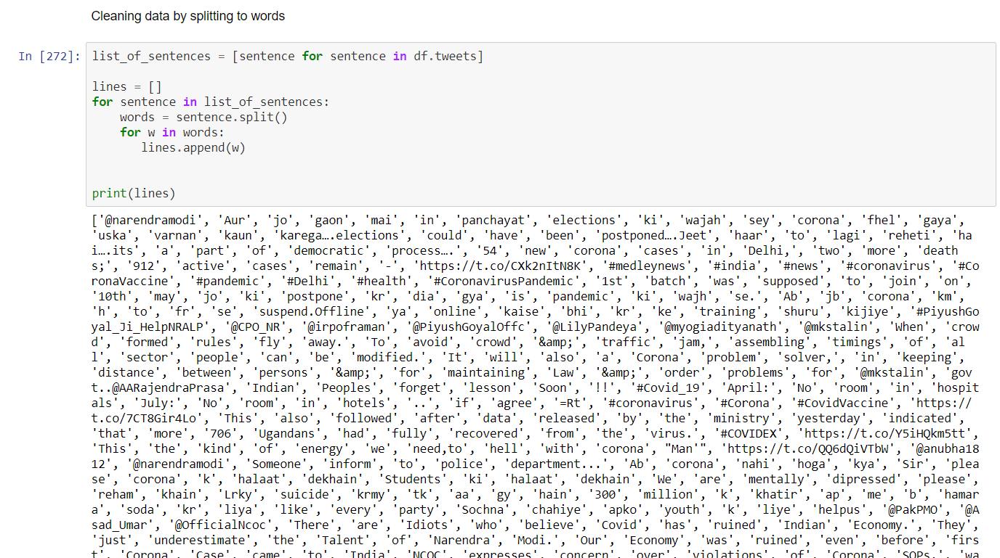 Cleaning data by splitting to words
In [272]: list_of_sentences = [sentence for sentence in df.tweets]
lines = []
for sentence in list_of_sentences:
    words = sentence.split()
    for w in words:
       lines.append(w)
print(lines)
['@narendramodi', 'Aur', 'jo', 'gaon', 'mai', 'in', 'panchayat', 'elections', 'ki', 'wajah', 'sey', 'corona', 'fhel', 'gaya',
'uska', 'varnan', 'kaun', 'karega….elections', 'could', 'have', 'been', 'postponed….Jeet', 'haar', 'to', 'lagi', 'reheti', 'ha
i….its', 'a', 'part', 'of', 'democratic', 'process….', '54', 'new', 'corona', 'cases', 'in', 'Delhi,', 'two', 'more', 'death
s;', '912', 'active', 'cases', 'remain', '-', 'https://t.co/CXk2nItN8K', '#medleynews', '#india', '#news', '#coronavirus', '#Co
ronaVaccine', '#pandemic', '#Delhi', '#health', '#CoronavirusPandemic', '1st', 'batch', 'was', 'supposed', 'to', 'join', 'on',
'10th', 'may', 'jo', 'ki', 'postpone', 'kr', 'dia', 'gya', 'is', 'pandemic', 'ki', 'wajh', 'se.', 'Ab', 'jb', 'corona', 'km',
'h', 'to', 'fr', 'se', 'suspend.Offline', 'ya', 'online', 'kaise', 'bhi', 'kr', 'ke', 'training', 'shuru', 'kijiye', '#PiyushGo
yal_Ji_HelpNRALP', '@CPO_NR', '@irpoframan', '@PiyushGoyalOffc', '@LilyPandeya', '@myogiadityanath', '@mkstalin', 'When', 'crow
d', 'formed', 'rules', 'fly', 'away.', 'To', 'avoid', 'crowd', '&amp;', 'traffic', 'jam,', 'assembling', 'timings', 'of', 'al
l', 'sector', 'people', 'can', 'be', 'modified.', 'It', 'will', 'also', 'a', 'Corona', 'problem', 'solver,', 'in', 'keeping',
'distance', 'between', 'persons', '&amp;', 'for', 'maintaining', 'Law', '&amp;', 'order', 'problems', 'for', '@mkstalin', 'gov
t..@AARajendraPrasa', 'Indian', 'Peoples', 'forget', 'lesson', 'Soon', '!!', '#Covid_19', 'April:', 'No', 'room', 'in', 'hospit
als', 'July:', 'No', 'room', 'in', 'hotels', '..', 'if', 'agree', '=Rt', '#coronavirus', '#Corona', '#CovidVaccine', 'https://
t.co/7CT8Gir4Lo', 'This', 'also', 'followed', 'after', 'data', 'released', 'by', 'the', 'ministry', 'yesterday', 'indicated',
'that', 'more', '706', 'Ugandans', 'had', 'fully', 'recovered', 'from', 'the', 'virus.', '#COVIDEX', 'https://t.co/Y5iHQkm5tt',
'This', 'the', 'kind', 'of', 'energy', 'we', 'need,to', 'hell', 'with', 'corona', "Man'", 'https://t.co/QQ6dQiVTbW', '@anubha18
12', '@narendramodi', 'Someone', 'inform', 'to', 'police', 'department...', 'Ab', 'corona', 'nahi', 'hoga', 'kya', 'Sir', 'plea
se', 'corona', 'k', 'halaat', 'dekhain', 'Students', 'ki', 'halaat', 'dekhain', 'We', 'are', 'mentally', 'dipressed', 'please',
'reham', 'khain', 'Lrky', 'suicide', 'krmy', 'tk', 'aa', 'gy', 'hain', '300', 'million', 'k', 'khatir', 'ap', 'me', 'b', 'hamar
a', 'soda', 'kr', 'liya', 'like', 'every', 'party', 'Sochna', 'chahiye', 'apko', 'youth', 'k', 'liye', 'helpus', '@PakPMO', '@A
sad_Umar', '@OfficialNcoc', 'There', 'are', 'Idiots', 'who', 'believe', 'Covid', 'has', 'ruined', 'Indian', 'Economy.', 'They',
'just', 'underestimate', 'the', 'Talent', 'of', 'Narendra', 'Modi.', 'Our', 'Economy', 'was', 'ruined', 'even', 'before', 'firs
t', 'Corona', 'Case', 'came', 'to', 'India', 'NCOC', 'expresses', 'concern', 'over', 'violations', 'of', 'Corona', 'SOPs.', 'wa